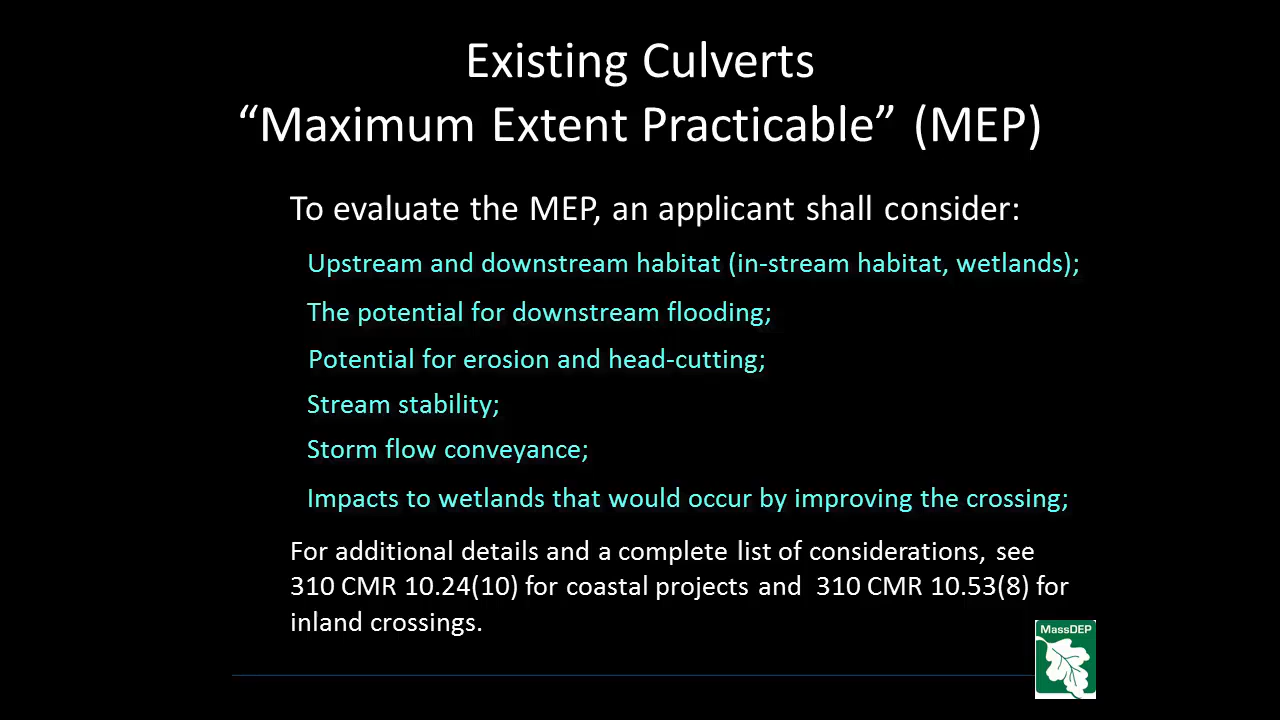 Existing Culverts
“Maximum Extent Practicable” (MEP)
To evaluate the MEP, an applicant shall consider:
Upstream and downstream habitat (in-stream habitat, wetlands);
The potential for downstream flooding;
Potential for erosion and head-cutting;
Stream stability;
Storm flow conveyance;
Impacts to wetlands that would occur by improving the crossing;
For additional details and a complete list of considerations, see
310 CMR 10.24(10) for coastal projects and  310 CMR 10.53(8) for
inland crossings.
MassDEP